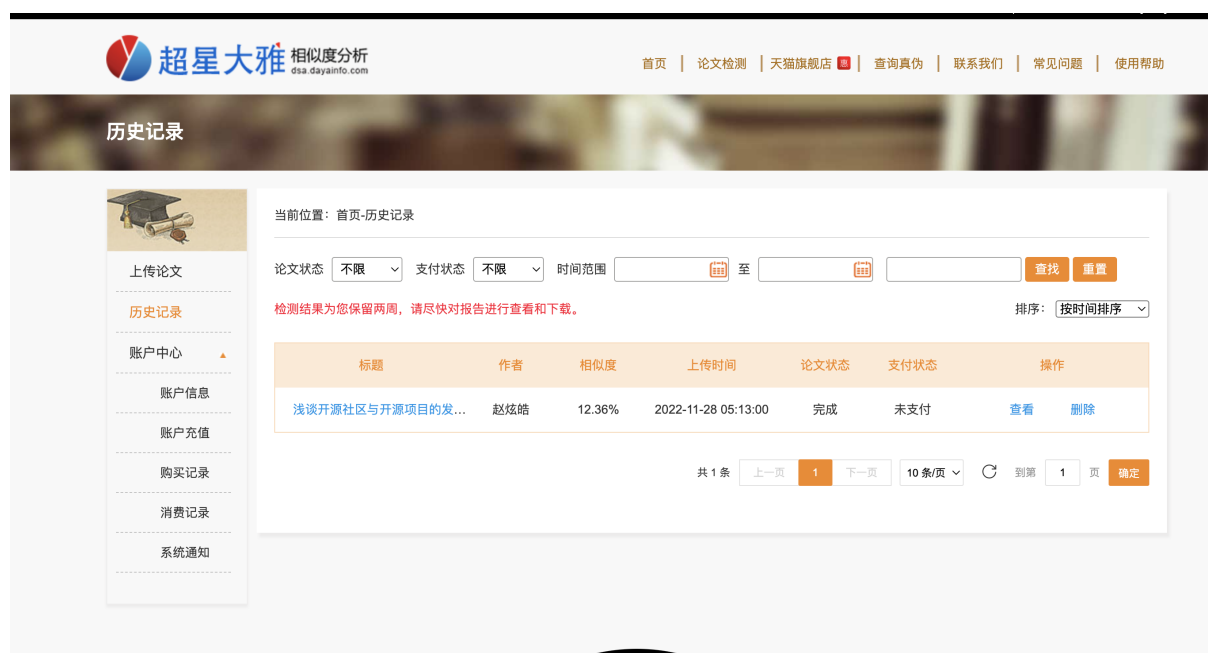 超星大雅 相似度分析
dsa.dayainfo.com
首页 | 论文检测 | 天猫旗舰店 惠 | 查询真伪 | 联系我们 | 常见问题 | 使用帮助
历史记录
当前位置：首页-历史记录
上传论文
历史记录
账户中心
账户信息
账户充值
购买记录
消费记录
系统通知
论文状态 不限 支付状态 不限 时间范围 至 查找 重置
检测结果为您保留两周，请尽快对报告进行查看和下载。 排序： 按时间排序
标题 作者 相似度 上传时间 论文状态 支付状态 操作
浅谈开源社区与开源项目的发... 赵炫皓 12.36% 2022-11-28 05:13:00 完成 未支付 查看 删除
共 1 条 上一页 1 下一页 10 条/页 到第 1 页 确定